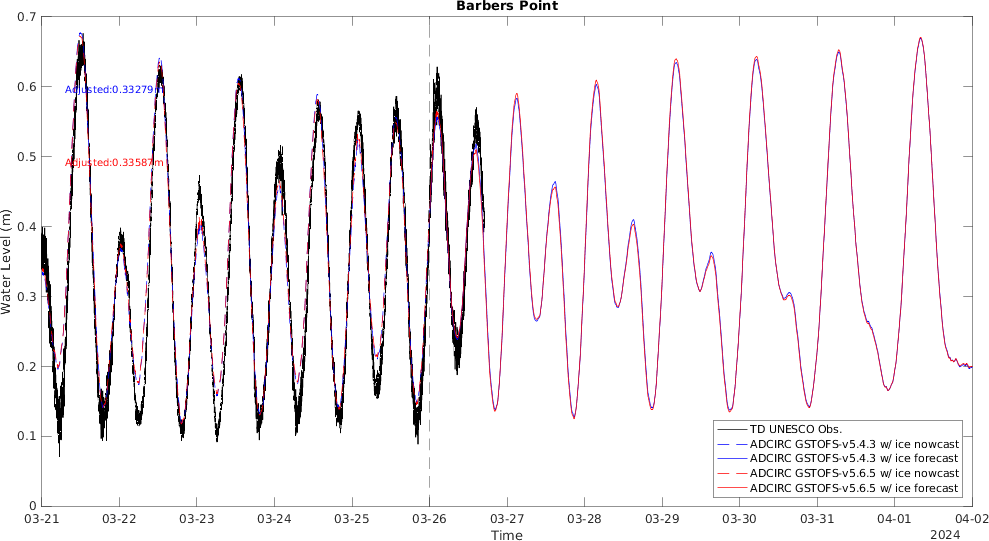 Barbers Point
0.7
0.6
0.5
0.4
0.3
0.2
0.1
0
Water Level (m)
Adjusted:0.33279m
Adjusted:0.33587m
TD UNESCO Obs.
ADCIRC GSTOFS-v5.4.3 w/ ice nowcast
ADCIRC GSTOFS-v5.4.3 w/ ice forecast
ADCIRC GSTOFS-v5.6.5 w/ ice nowcast
ADCIRC GSTOFS-v5.6.5 w/ ice forecast
03-21 03-22 03-23 03-24 03-25 03-26 03-27 03-28 03-29 03-30 03-31 04-01 04-02
Time
2024